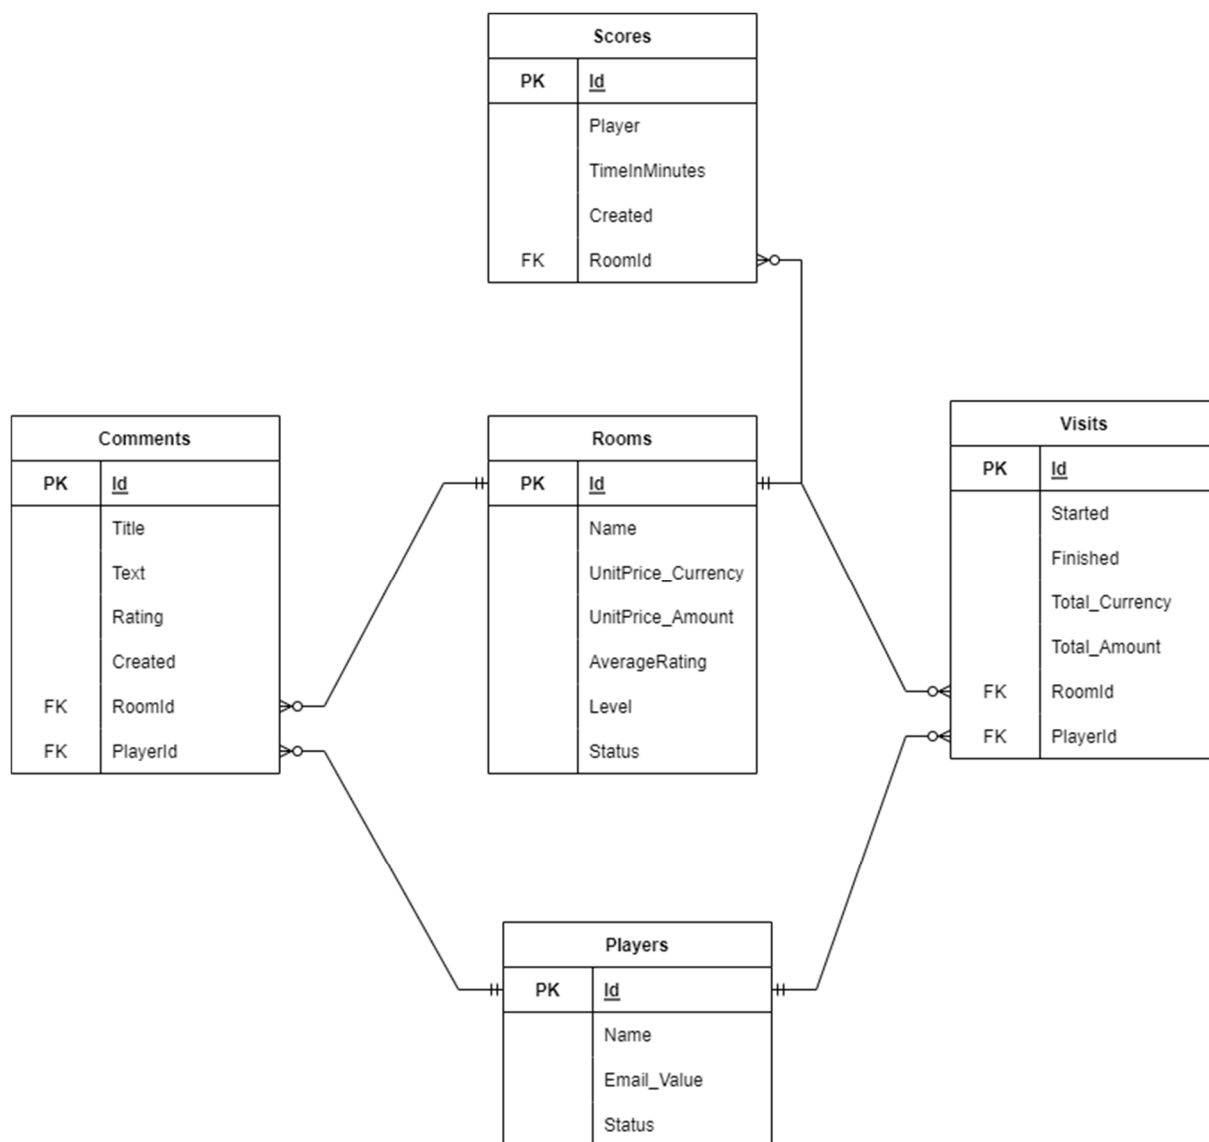 Scores
PK Id
Player
TimeInMinutes
Created
FK RoomId
Comments
PK Id
Title
Text
Rating
Created
FK RoomId
FK PlayerId
Rooms
PK Id
Name
UnitPrice_Currency
UnitPrice_Amount
AverageRating
Level
Status
Visits
PK Id
Started
Finished
Total_Currency
Total_Amount
FK RoomId
FK PlayerId
Players
PK Id
Name
Email_Value
Status